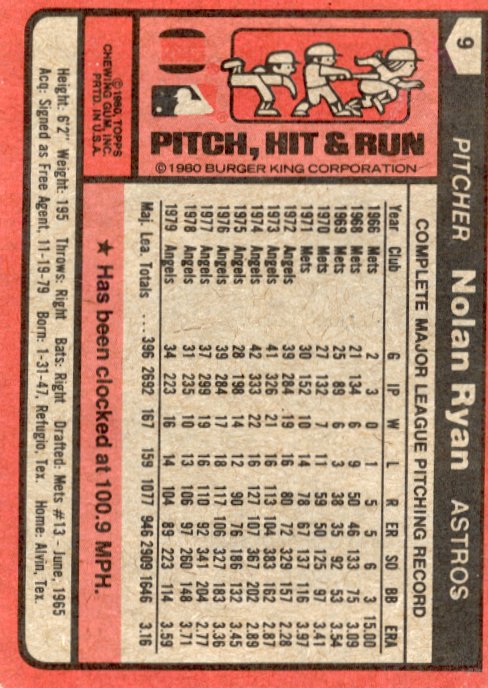 9 PITCHER Nolan Ryan ASTROS
PITCH, HIT & RUN
©1980 BURGER KING CORPORATION
©1980, TOPPS
CHEWING GUM, INC.
PRTD. IN U.S.A.
COMPLETE MAJOR LEAGUE PITCHING RECORD
Year Club G IP W L R ER SO BB ERA
1966 Mets 2 3 0 1 5 5 6 3 15.00
1968 Mets 21 134 6 9 50 46 133 75 3.09
1969 Mets 25 89 6 3 38 35 92 53 3.54
1970 Mets 27 132 7 11 59 50 125 97 3.41
1971 Mets 30 152 10 14 78 67 137 116 3.97
1972 Angels 39 284 19 16 80 72 329 157 2.28
1973 Angels 41 326 21 16 113 104 383 162 2.87
1974 Angels 42 333 22 16 127 107 367 202 2.89
1975 Angels 28 198 14 12 90 76 186 132 3.45
1976 Angels 39 284 17 18 117 106 327 183 3.36
1977 Angels 37 299 19 16 110 92 341 204 2.77
1978 Angels 31 235 10 13 106 97 260 148 3.71
1979 Angels 34 223 16 14 104 89 223 114 3.59
Maj. Lea. Totals ... 396 2692 167 159 1077 946 2909 1646 3.16
★ Has been clocked at 100.9 MPH.
Height: 6'2" Weight: 195 Throws: Right Bats: Right Drafted: Mets #13 - June, 1965
Acq: Signed as Free Agent, 11-19-79. Born: 1-31-47, Refugio, Tex. Home: Alvin, Tex.